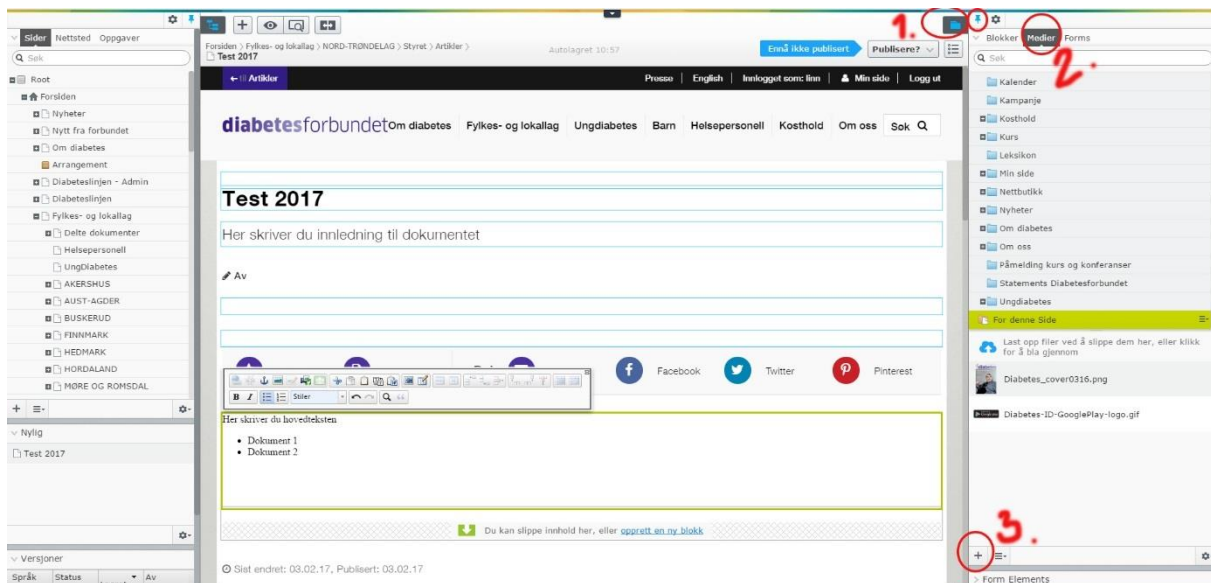 Sider Nettsted Oppgaver
Søk
Root
Forsiden
Nyheter
Nytt fra forbundet
Om diabetes
Arrangement
Diabeteslinjen - Admin
Diabeteslinjen
Fylkes- og lokallag
Delte dokumenter
Helsepersonell
UngDiabetes
AKERSHUS
AUST-AGDER
BUSKERUD
FINNMARK
HEDMARK
HORDALAND
MØRE OG ROMSDAL
Nylig
Test 2017
Versjoner
Språk Status Av
Forsiden > Fylkes- og lokallag > NORD-TRØNDELAG > Styret > Artikler >
Test 2017
Autolagret 10:57
Ennå ikke publisert
Publisere?
1.
Artikler
Presse | English | Innlogget som: linn | Min side | Logg ut
diabetesforbundet
Om diabetes Fylkes- og lokallag Ungdiabetes Barn Helsepersonell Kosthold Om oss Søk
Test 2017
Her skriver du innledning til dokumentet
Av
Facebook Twitter Pinterest
B I Stiler
Her skriver du hovedteksten
• Dokument 1
• Dokument 2
Du kan slippe innhold her, eller opprett en ny blokk
Sist endret: 03.02.17, Publisert: 03.02.17
Blokker Medier Forms
2.
Søk
Kalender
Kampanje
Kosthold
Kurs
Leksikon
Min side
Nettbutikk
Nyheter
Om diabetes
Om oss
Påmelding kurs og konferanser
Statements Diabetesforbundet
Ungdiabetes
For denne Side
Last opp filer ved å slippe dem her, eller klikk
for å bla gjennom
Diabetes_cover0316.png
Diabetes-ID-GooglePlay-logo.gif
3.
Form Elements